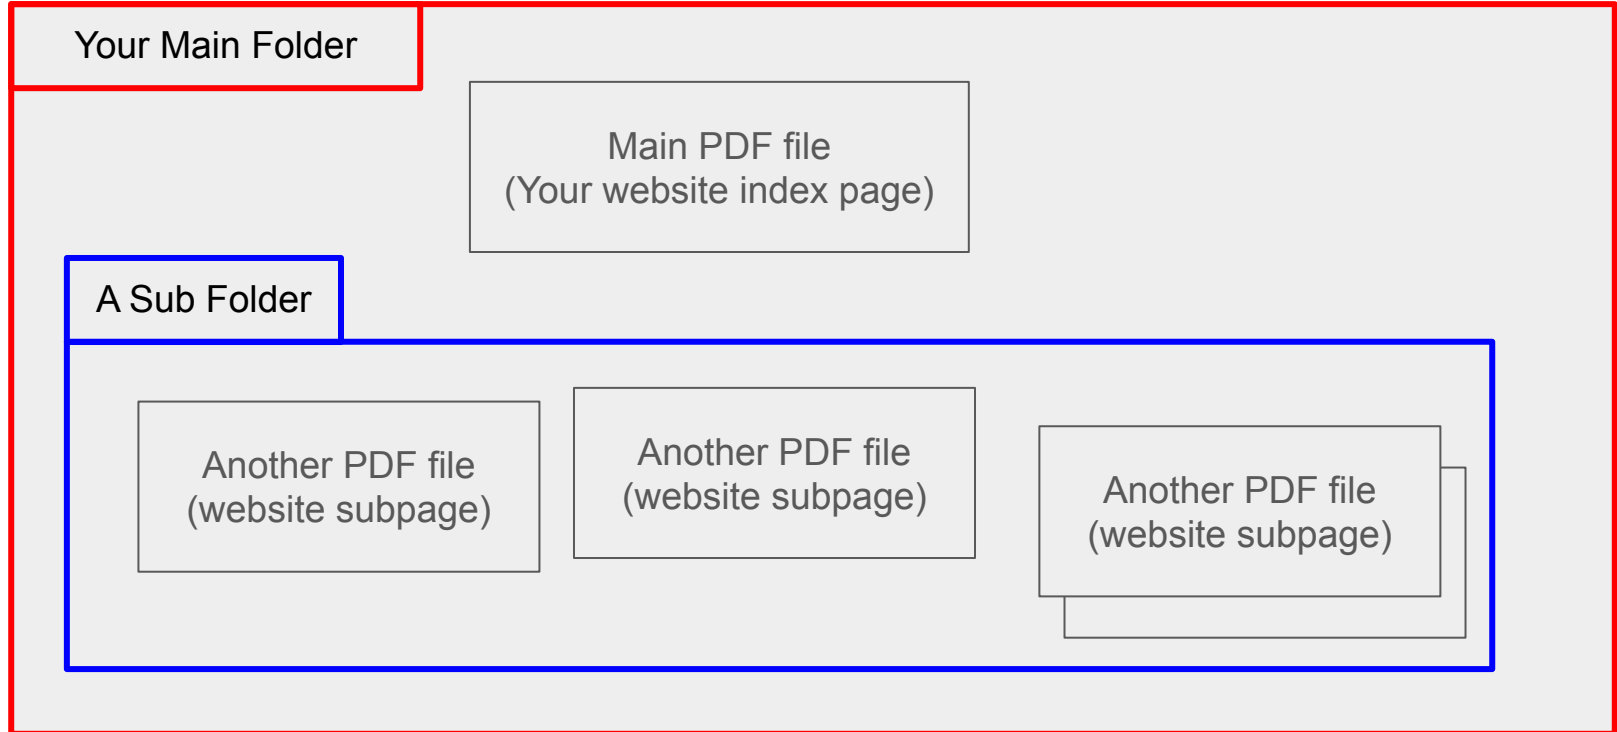 Your Main Folder
Main PDF file
(Your website index page)
A Sub Folder
Another PDF file
(website subpage)
Another PDF file
(website subpage)
Another PDF file
(website subpage)